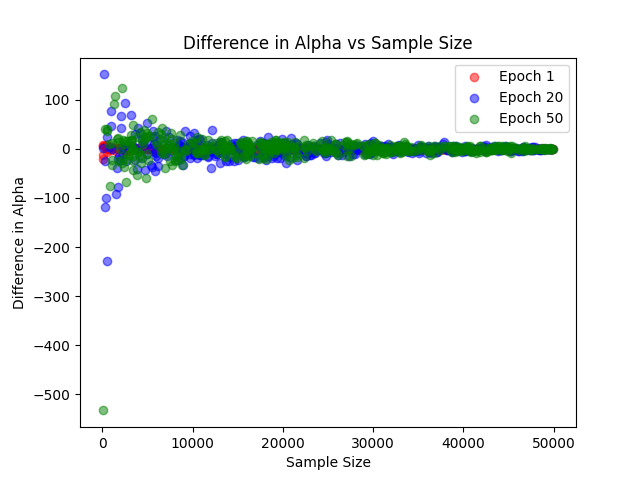 Difference in Alpha vs Sample Size
Epoch 1
Epoch 20
Epoch 50
100
0
−100
−200
−300
−400
−500
Difference in Alpha
0 10000 20000 30000 40000 50000
Sample Size